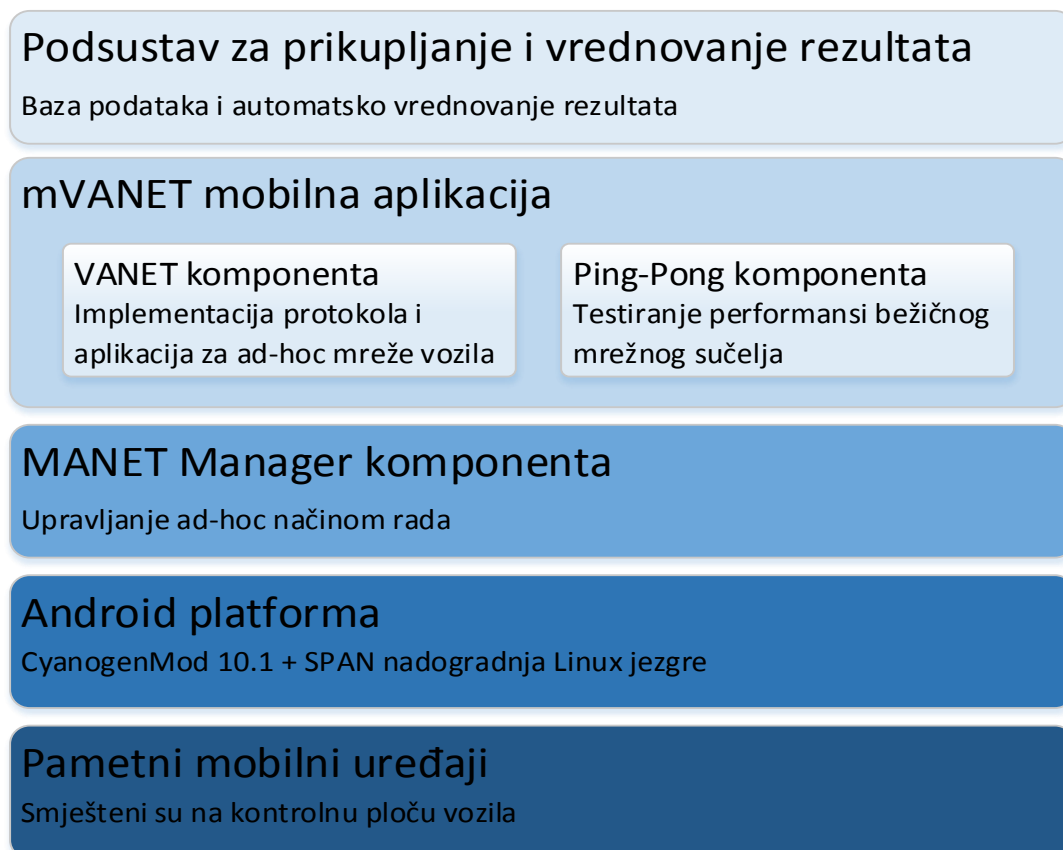 Podsustav za prikupljanje i vrednovanje rezultata
Baza podataka i automatsko vrednovanje rezultata
mVANET mobilna aplikacija
VANET komponenta
Implementacija protokola i
aplikacija za ad-hoc mreže vozila
Ping-Pong komponenta
Testiranje performansi bežičnog
mrežnog sučelja
MANET Manager komponenta
Upravljanje ad-hoc načinom rada
Android platforma
CyanogenMod 10.1 + SPAN nadogradnja Linux jezgre
Pametni mobilni uređaji
Smješteni su na kontrolnu ploču vozila